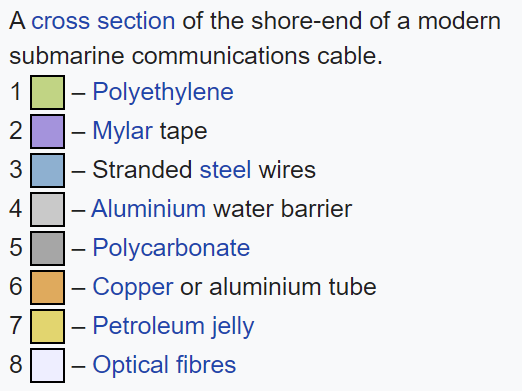 A cross section of the shore-end of a modern
submarine communications cable.
1 – Polyethylene
2 – Mylar tape
3 – Stranded steel wires
4 – Aluminium water barrier
5 – Polycarbonate
6 – Copper or aluminium tube
7 – Petroleum jelly
8 – Optical fibres